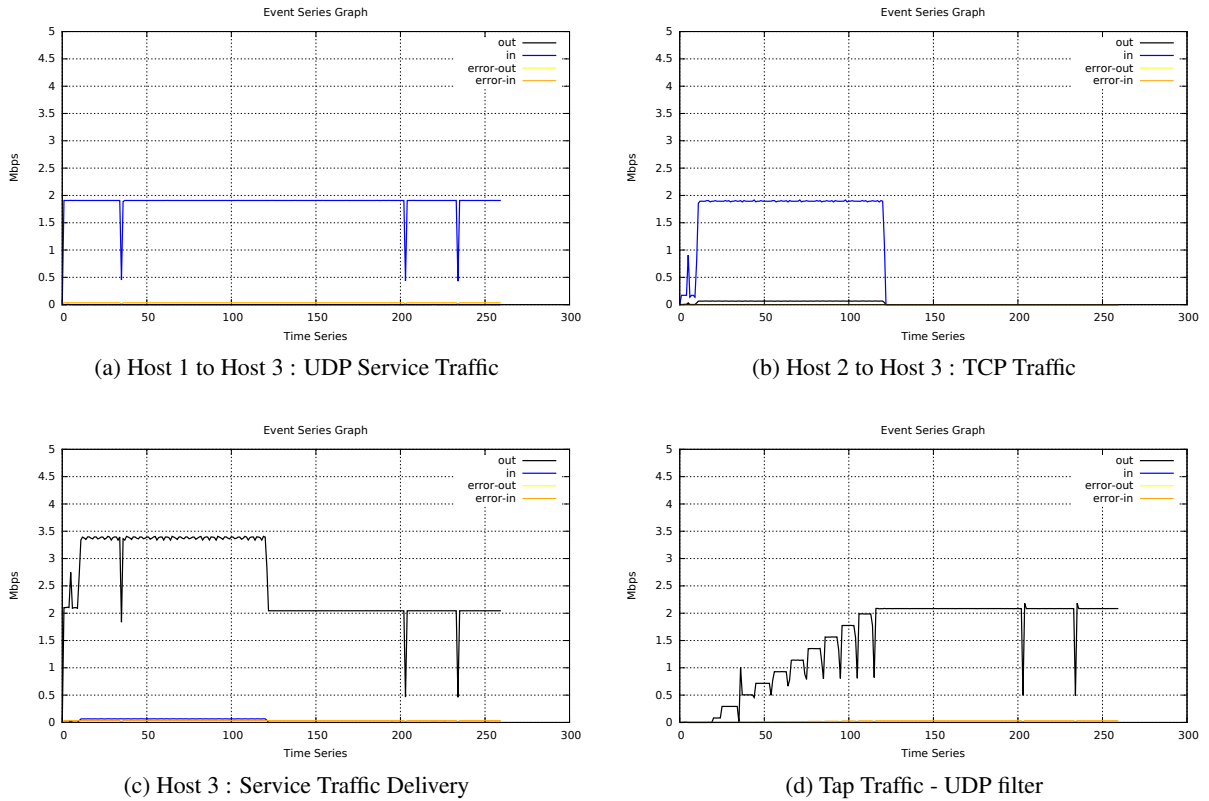 Event Series Graph
5
4.5
4
3.5
3
2.5
2
1.5
1
0.5
0
Mbps
out
in
error-out
error-in
0 50 100 150 200 250 300
Time Series
(a) Host 1 to Host 3 : UDP Service Traffic
Event Series Graph
5
4.5
4
3.5
3
2.5
2
1.5
1
0.5
0
Mbps
out
in
error-out
error-in
0 50 100 150 200 250 300
Time Series
(b) Host 2 to Host 3 : TCP Traffic
Event Series Graph
5
4.5
4
3.5
3
2.5
2
1.5
1
0.5
0
Mbps
out
in
error-out
error-in
0 50 100 150 200 250 300
Time Series
(c) Host 3 : Service Traffic Delivery
Event Series Graph
5
4.5
4
3.5
3
2.5
2
1.5
1
0.5
0
Mbps
out
in
error-out
error-in
0 50 100 150 200 250 300
Time Series
(d) Tap Traffic - UDP filter